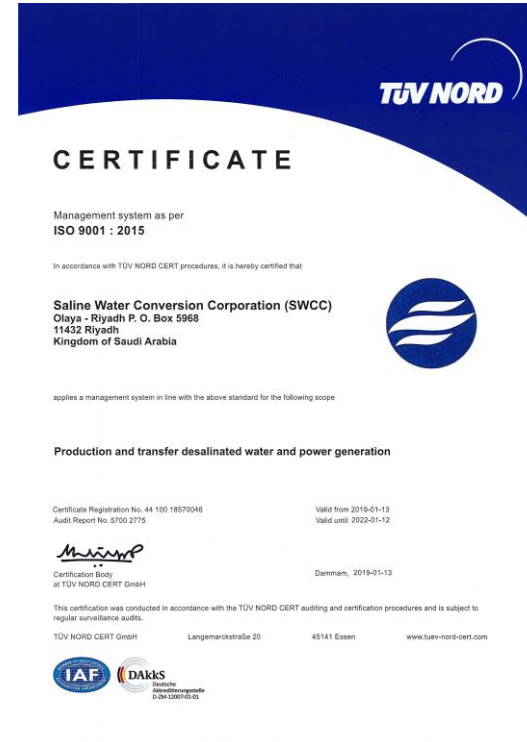 TÜV NORD
CERTIFICATE
Management system as per
ISO 9001 : 2015
In accordance with TÜV NORD CERT procedures, it is hereby certified that
Saline Water Conversion Corporation (SWCC)
Olaya - Riyadh P. O. Box 5968
11432 Riyadh
Kingdom of Saudi Arabia
applies a management system in line with the above standard for the following scope
Production and transfer desalinated water and power generation
Certificate Registration No. 44 100 18570046
Audit Report No. 5700 2775
Valid from 2019-01-13
Valid until 2022-01-12
Certification Body
at TÜV NORD CERT GmbH
Dammam, 2019-01-13
This certification was conducted in accordance with the TÜV NORD CERT auditing and certification procedures and is subject to
regular surveillance audits.
TÜV NORD CERT GmbH Langemarckstraße 20 45141 Essen www.tuev-nord-cert.com
IAF
DAkkS
Deutsche
Akkreditierungsstelle
D-ZM-12007-01-01